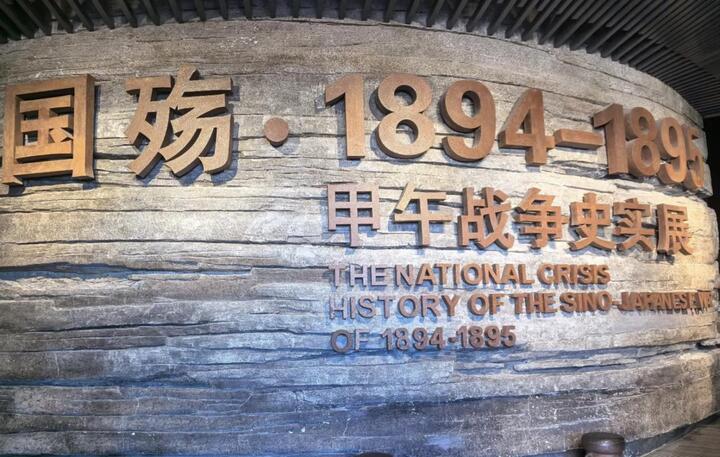 国殇·1894—1895
甲午战争史实展
THE NATIONAL CRISIS
HISTORY OF THE SINO-JAPANESE
OF 1894-1895